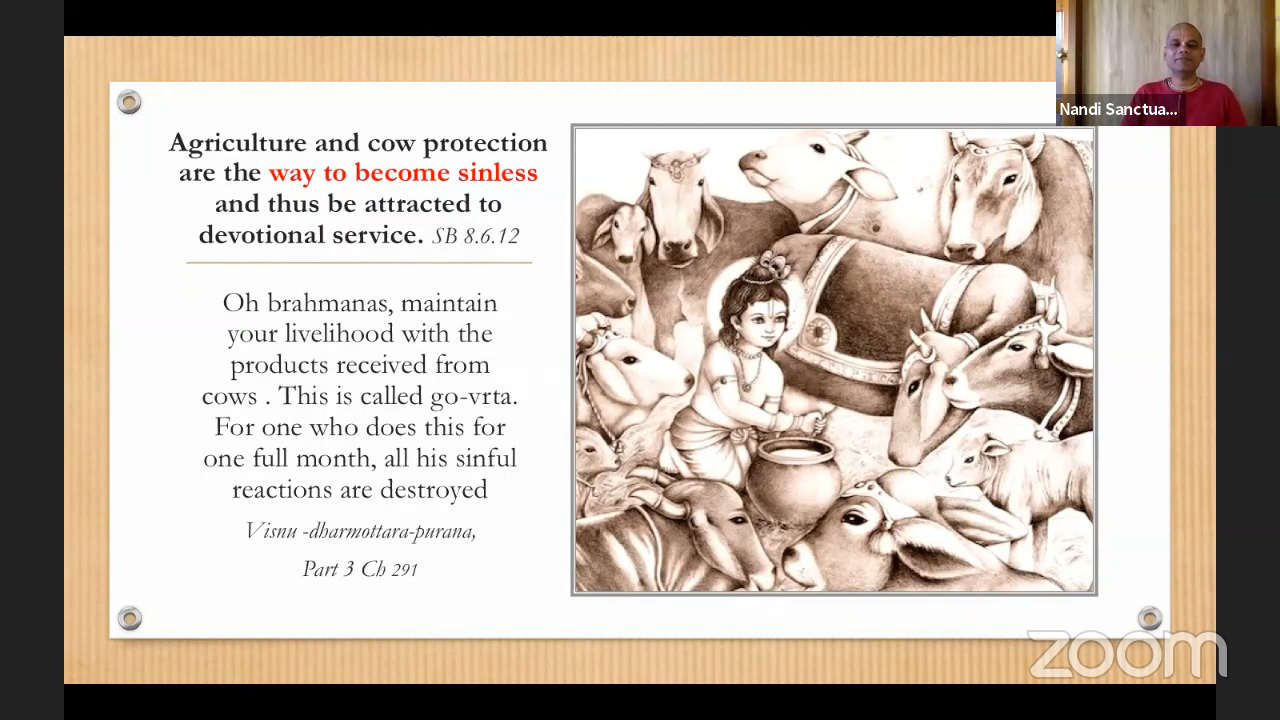 Agriculture and cow protection
are the way to become sinless
and thus be attracted to
devotional service. SB 8.6.12
Oh brahmanas, maintain
your livelihood with the
products received from
cows . This is called go-vrta.
For one who does this for
one full month, all his sinful
reactions are destroyed
Visnu -dharmottara-purana,
Part 3 Ch 291
Nandi Sanctua...
zoom